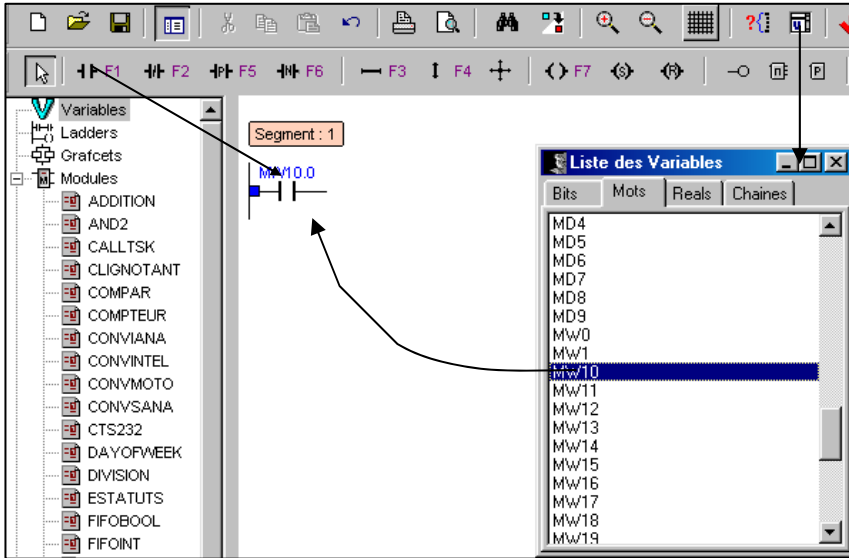 ?{
F1
F2
P F5
N F6
F3
F4
F7
(S)
(R)
P
Variables
Ladders
Grafcets
M Modules
ADDITION
AND2
CALLTSK
CLIGNOTANT
COMPAR
COMPTEUR
CONVIANA
CONVINTEL
CONVMOTO
CONVSANA
CTS232
DAYOFWEEK
DIVISION
ESTATUTS
FIFOBOOL
FIFOINT
Segment : 1
MW10.0
Liste des Variables
Bits Mots Reals Chaines
MD4
MD5
MD6
MD7
MD8
MD9
MW0
MW1
MW10
MW11
MW12
MW13
MW14
MW15
MW16
MW17
MW18
MW19